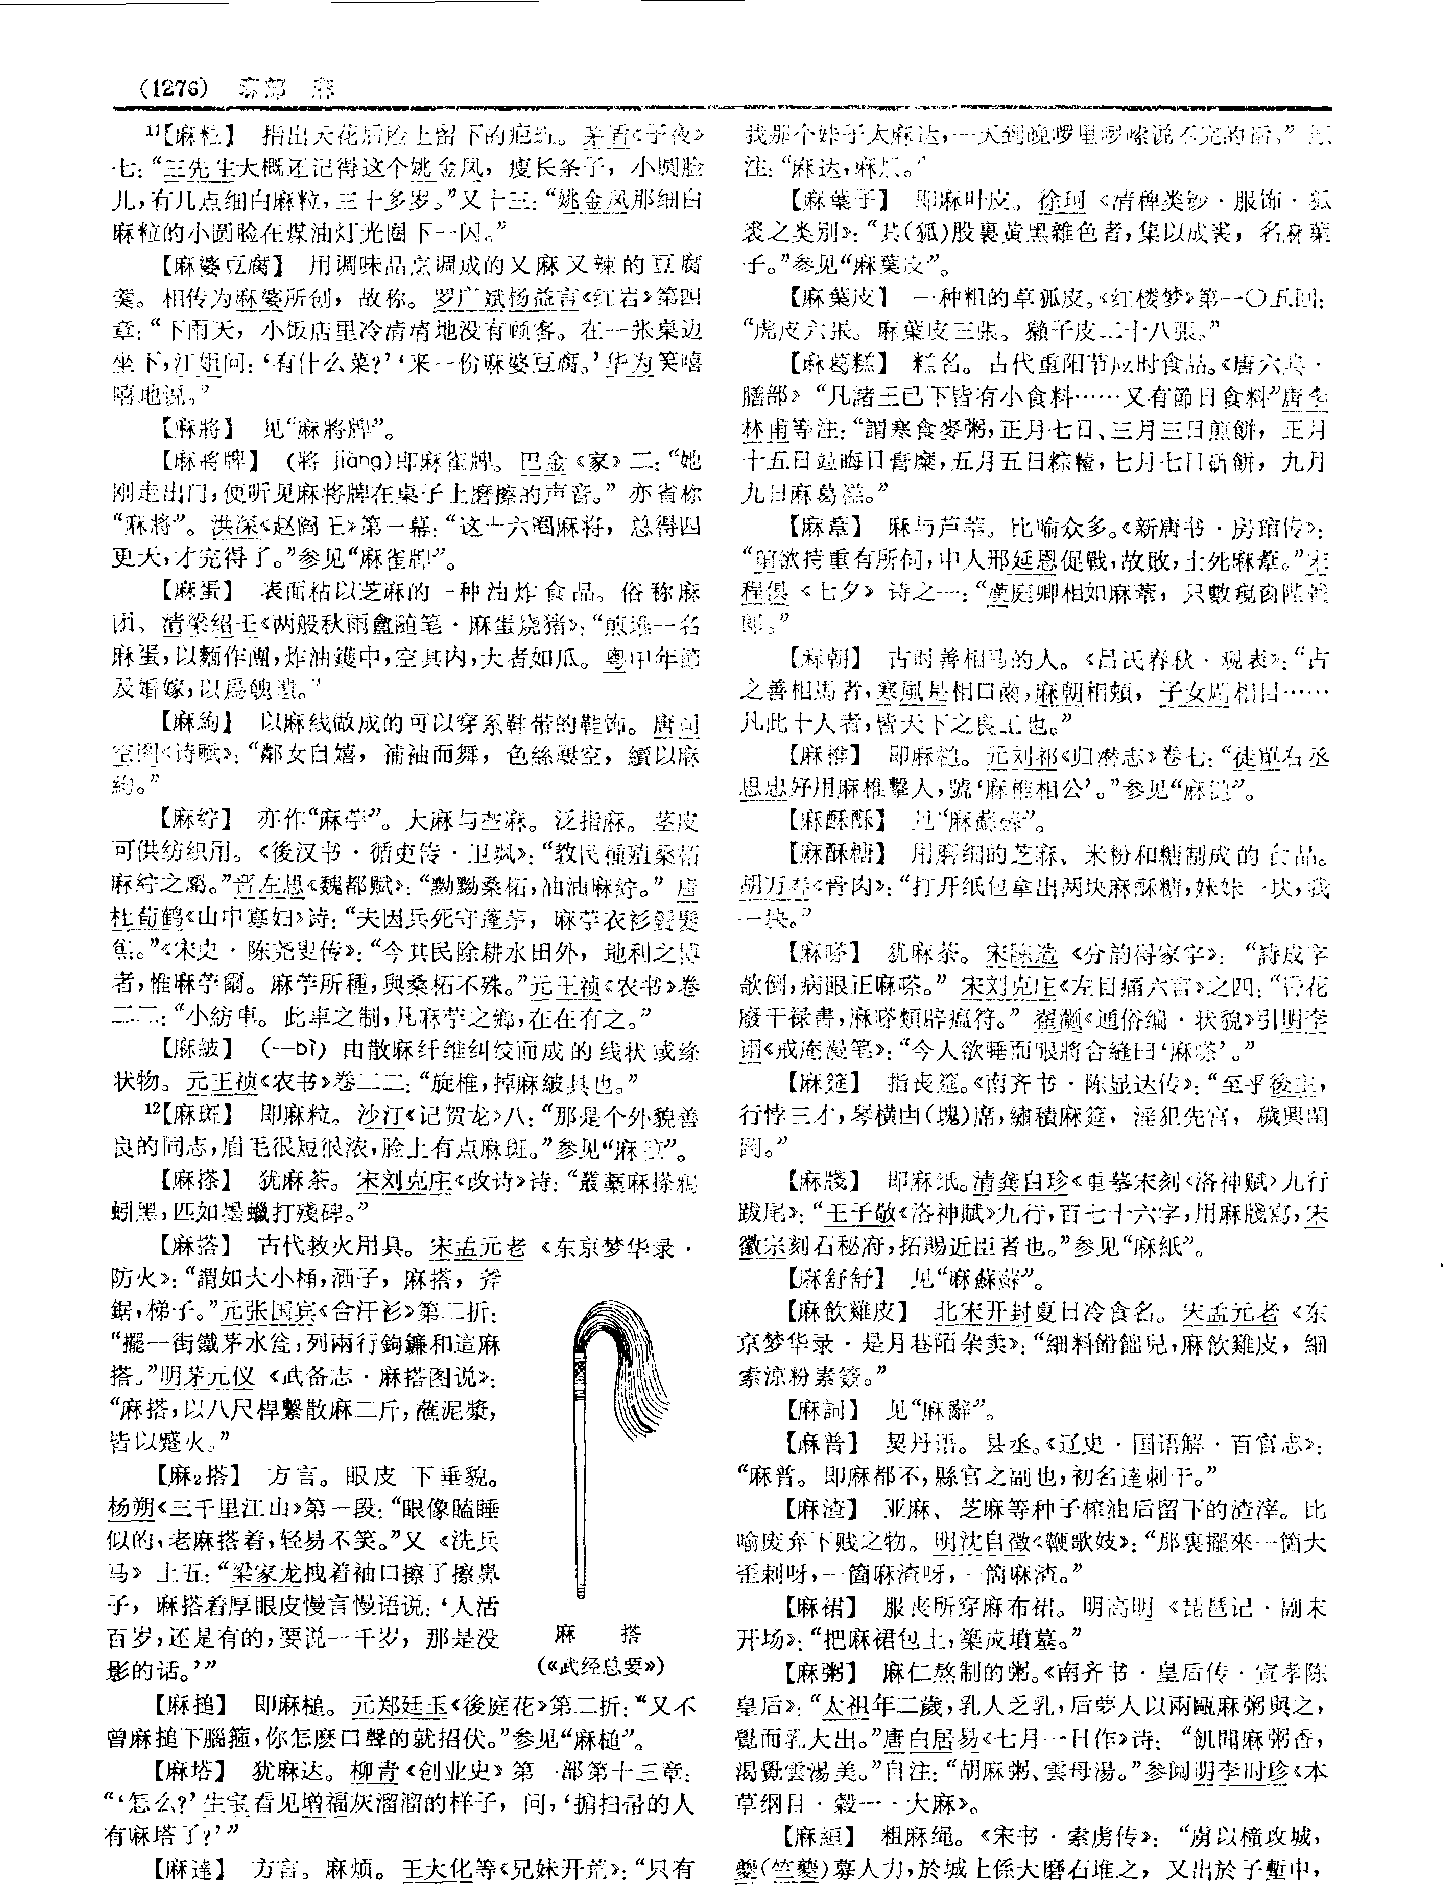 (1276) 麻部 麻
11【麻粒】 指出天花后脸上留下的疤痕。茅盾《子夜》
七：“三先生大概还记得这个姚金凤，瘦长条子，小圆脸
儿，有几点细白麻粒，三十多岁。”又十三：“姚金凤那细白
麻粒的小圆脸在煤油灯光圈下一闪。”
【麻婆豆腐】 用调味品烹调成的又麻又辣的豆腐
羹。相传为麻婆所创，故称。罗广斌杨益言《红岩》第四
章：“下雨天，小饭店里冷清清地没有顾客。在一张桌边
坐下，江姐问：‘有什么菜？’‘来一份麻婆豆腐。’华为笑嘻
嘻地说。”
【麻將】 见“麻將牌”。
【麻將牌】 (將 jiàng)即麻雀牌。巴金《家》二：“她
刚走出门，便听见麻将牌在桌子上磨擦的声音。”亦省称
“麻将”。洪深《赵阎王》第一幕：“这十六圈麻将，总得四
更天，才完得了。”参见“麻雀牌”。
【麻蛋】 表面粘以芝麻的一种油炸食品。俗称麻
团。清梁绍壬《两般秋雨盦随笔·麻蛋烧猪》：“煎堆一名
麻蛋，以麵作團，炸油鑊中，空其内，大者如瓜。粤中年節
及婚嫁，以爲餽遺。”
【麻絇】 以麻线做成的可以穿系鞋带的鞋饰。唐司
空图《诗赋》：“鄰女自嬉，補袖而舞，色絲屢空，續以麻
絇。”
【麻紵】 亦作“麻苧”。大麻与苎麻。泛指麻。茎皮
可供纺织用。《後汉书·循吏传·卫飒》：“教民種殖桑柘
麻紵之屬。”晋左思《魏都赋》：“黝黝桑柘，油油麻紵。”唐
杜荀鹤《山中寡妇》诗：“夫因兵死守蓬茅，麻苧衣衫鬢髮
焦。”《宋史·陈尧叟传》：“今其民除耕水田外，地利之博
者，惟麻苧爾。麻苧所種，與桑柘不殊。”元王祯《农书》卷
二二：“小紡車。此車之制，凡麻苧之鄉，在在有之。”
【麻紴】 (—bǐ) 由散麻纤维纠绞而成的线状或绦
状物。元王祯《农书》卷二二：“旋椎，掉麻紴具也。”
12【麻斑】 即麻粒。沙汀《记贺龙》八：“那是个外貌善
良的同志，眉毛很短很浓，脸上有点麻斑。”参见“麻粒”。
【麻搽】 犹麻茶。宋刘克庄《改诗》诗：“叢藁麻搽鴉
蚓黑，匹如墨蠟打殘碑。”
【麻搭】 古代救火用具。宋孟元老《东京梦华录·
防火》：“謂如大小桶，洒子，麻搭，斧
鋸，梯子。”元张国宾《合汗衫》第二折：
“擺一街鐵茅水瓮，列兩行鉤鐮和這麻
搭。”明茅元仪《武备志·麻搭图说》：
“麻搭，以八尺桿繫散麻二斤，蘸泥漿，
皆以蹙火。”
【麻2搭】 方言。眼皮下垂貌。
杨朔《三千里江山》第一段：“眼像瞌睡
似的，老麻搭着，轻易不笑。”又《洗兵
马》上五：“梁家龙拽着袖口擦了擦鼻
子，麻搭着厚眼皮慢言慢语说：‘人活
百岁，还是有的，要说一千岁，那是没
影的话。’”
麻 搭
(《武经总要》)
【麻搥】 即麻槌。元郑廷玉《後庭花》第二折：“又不
曾麻搥下腦箍，你怎麽口聲的就招伏。”参见“麻槌”。
【麻塔】 犹麻达。柳青《创业史》第一部第十三章：
“‘怎么？’生宝看见增福灰溜溜的样子，问，‘掮扫帚的人
有麻塔了？’”
【麻達】 方言。麻烦。王大化等《兄妹开荒》：“只有
我那个妹子太麻达，一天到晚啰里啰嗦说不完的话。”原
注：“麻达，麻烦。”
【麻葉子】 即麻叶皮。徐珂《清稗类钞·服饰·狐
裘之类别》：“其(狐)股裏黄黑雜色者，集以成裘，名麻葉
子。”参见“麻葉皮”。
【麻葉皮】 一种粗的草狐皮。《红楼梦》第一〇五回：
“虎皮六張。麻葉皮三張。獺子皮二十八張。”
【麻葛糕】 糕名。古代重阳节应时食品。《唐六典·
膳部》“凡諸王已下皆有小食料……又有節日食料”唐李
林甫等注：“謂寒食麥粥，正月七日、三月三日煎餅，正月
十五日並晦日膏糜，五月五日粽𥻨，七月七日斫餅，九月
九日麻葛糕。”
【麻葦】 麻与芦苇。比喻众多。《新唐书·房琯传》：
“琯欲持重有所伺，中人邢延恩促戰，故敗，士死麻葦。”宋
程俱《七夕》诗之一：
【麻朝】 古时善相马的人。《吕氏春秋·观表》：“古
之善相馬者，寒風是相口齒，麻朝相頰，子女厲相目……
凡此十人者，皆天下之良工也。”
【麻椎】 即麻槌。元刘祁《归潜志》卷七：“徒單右丞
思忠好用麻椎擊人，號‘麻椎相公’。”参见“麻槌”。
【麻酥酥】 见“麻蘇蘇”。
【麻酥糖】 用磨细的芝麻、米粉和糖制成的食品。
胡万春《骨肉》：“打开纸包拿出两块麻酥糖，妹妹一块，我
一块。”
【麻嗏】 犹麻茶。宋陈造《分韵得家字》：“詩成字
欹倒，病眼正麻嗏。”宋刘克庄《左目痛六言》之四：
廢干禄書，麻嗏類辟瘟符。”翟灏《通俗编·状貌》引明李
诩《戒庵漫笔》：“今人欲睡而眼將合縫曰‘麻嗏’。”
【麻筵】 指丧筵。《南齐书·陈显达传》：“至乎後主，
行悖三才，琴横凷(塊)席，繡積麻筵，淫犯先宫，穢興閨
闥。”
【麻牋】 即麻纸。清龚自珍《重摹宋刻〈洛神赋〉九行
跋尾》：“王子敬《洛神賦》九行，百七十六字，用麻牋寫，宋
徽宗刻石秘府，拓賜近臣者也。”参见“麻紙”。
【麻舒舒】 见“麻蘇蘇”。
【麻飲雞皮】 北宋开封夏日冷食名。宋孟元老《东
京梦华录·是月巷陌杂卖》：“細料餶飿兒，麻飲雞皮，細
索涼粉素簽。”
【麻詞】 见“麻辭”。
【麻普】 契丹语。县丞。《辽史·国语解·百官志》：
“麻普。即麻都不，縣官之副也，初名達剌干。”
【麻渣】 亚麻、芝麻等种子榨油后留下的渣滓。比
喻废弃下贱之物。明沈自徵《鞭歌妓》：“那裏擺來一箇大
歪剌呀，一箇麻渣呀，一箇麻渣。”
【麻裙】 服丧所穿麻布裙。明高明《琵琶记·副末
开场》：“把麻裙包土，築成墳墓。”
【麻粥】 麻仁熬制的粥。《南齐书·皇后传·宣孝陈
皇后》：“太祖年二歲，乳人乏乳，后夢人以兩甌麻粥與之，
覺而乳大出。”唐白居易《七月一日作》诗：“飢聞麻粥香，
渴覺雲湯美。”自注：“胡麻粥、雲母湯。”参阅明李时珍《本
草纲目·穀一·大麻》。
【麻緪】 粗麻绳。《宋书·索虏传》：“虜以橦攻城，
夔(竺夔)募人力，於城上係大磨石堆之，又出於子塹中，